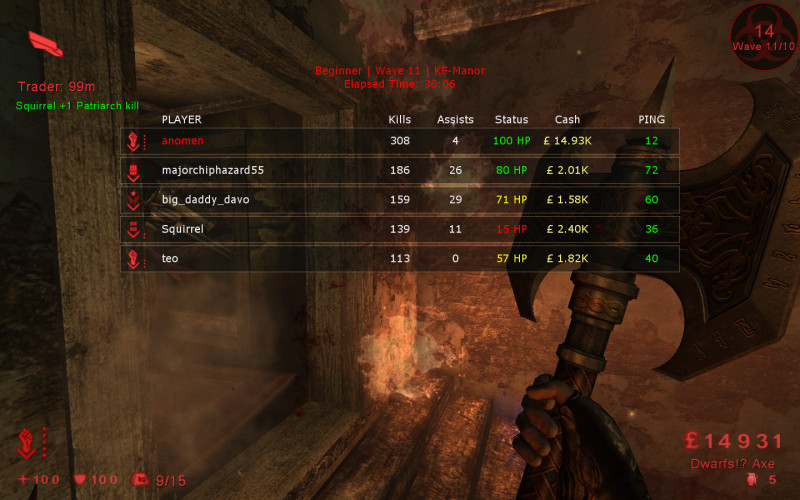 14
Wave 11/10
Beginner | Wave 11 | KF-Manor
Elapsed Time: 30:06
Trader: 99m
Squirrel +1 Patriarch kill
PLAYER Kills Assists Status Cash PING
anomen 308 4 100 HP £ 14.93K 12
majorchiphazard55 186 26 80 HP £ 2.01K 72
big_daddy_davo 159 29 71 HP £ 1.58K 60
Squirrel 139 11 15 HP £ 2.40K 36
teo 113 0 57 HP £ 1.82K 40
£14931
Dwarfs!? Axe
100 100 9/15 5